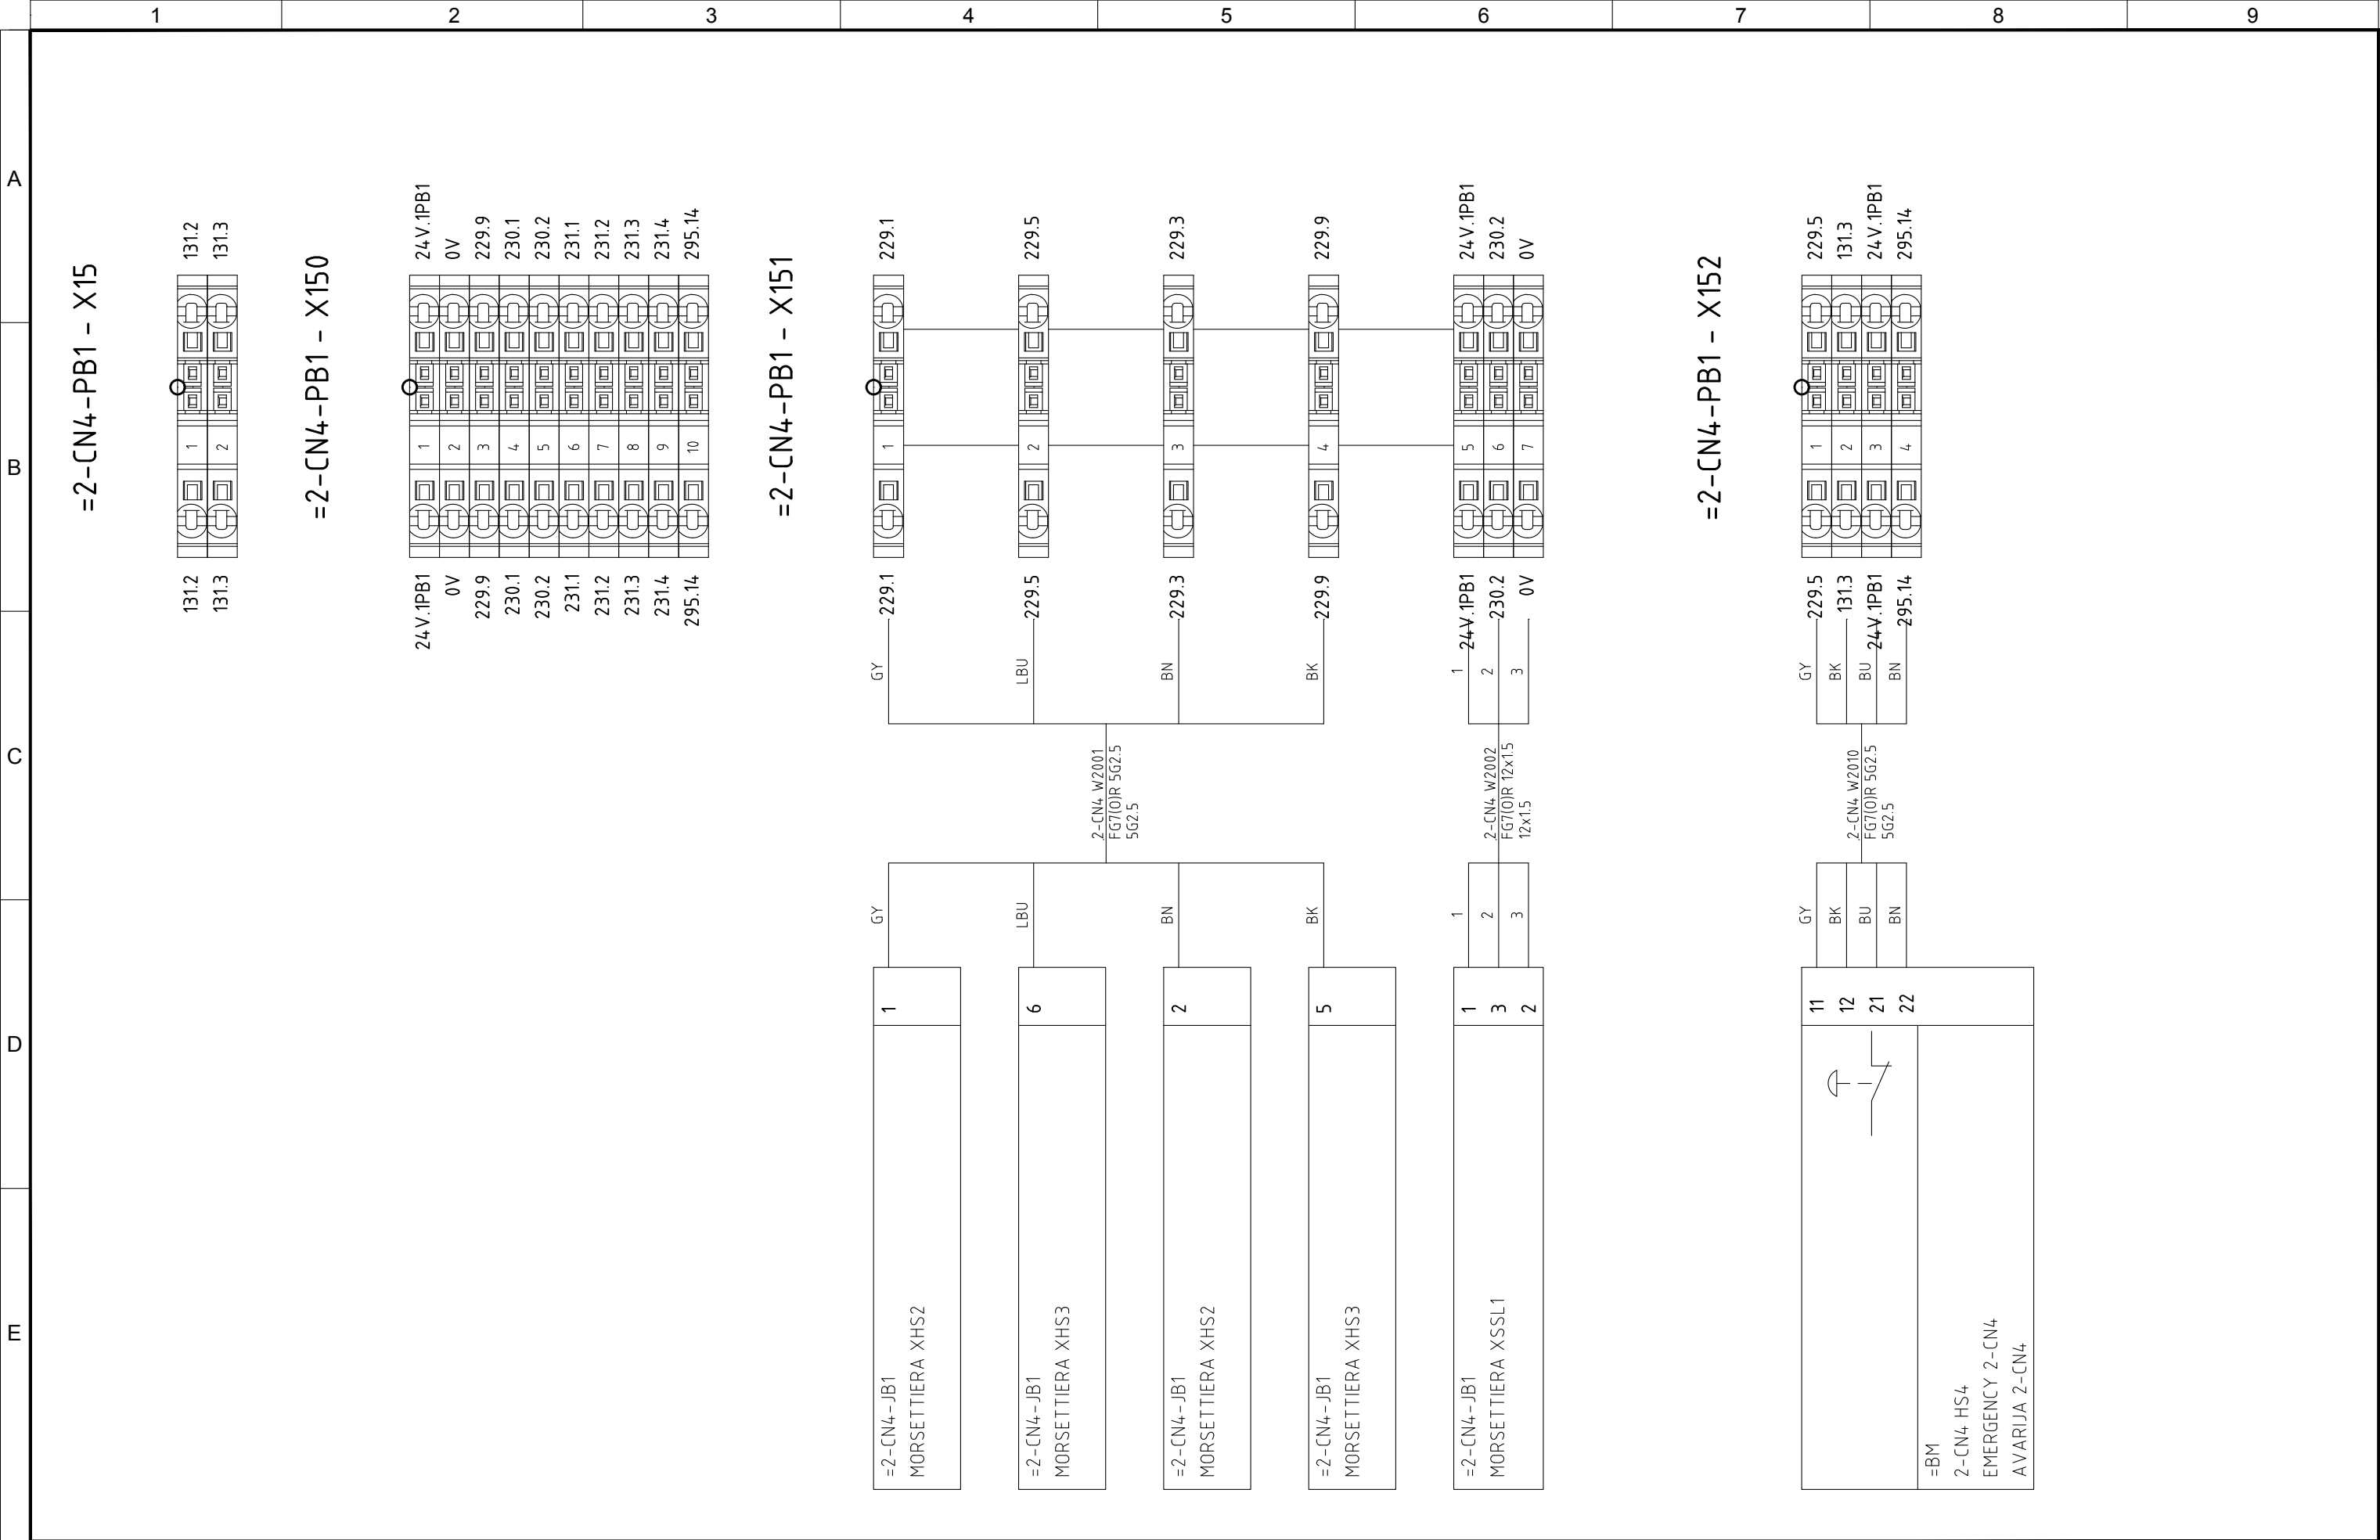 1 2 3 4 5 6 7 8 9
A
B
C
D
E
=2-CN4-PB1 - X15
131.2
131.3
1
2
131.2
131.3
=2-CN4-PB1 - X150
24V.1PB1
0V
229.9
230.1
230.2
231.1
231.2
231.3
231.4
295.14
1
2
3
4
5
6
7
8
9
10
24V.1PB1
0V
229.9
230.1
230.2
231.1
231.2
231.3
231.4
295.14
=2-CN4-PB1 - X151
229.1
229.5
229.3
229.9
24V.1PB1
230.2
0V
1
2
3
4
5
6
7
229.1
229.5
229.3
229.9
24V.1PB1
230.2
0V
GY
LBU
BN
BK
1
2
3
.2-CN4 W2001
FG7(O)R 5G2.5
5G2.5
.2-CN4 W2002
FG7(O)R 12x1.5
12x1.5
GY
LBU
BN
BK
1
2
3
1
=2-CN4-JB1
MORSETTIERA XHS2
6
=2-CN4-JB1
MORSETTIERA XHS3
2
=2-CN4-JB1
MORSETTIERA XHS2
5
=2-CN4-JB1
MORSETTIERA XHS3
1
3
2
=2-CN4-JB1
MORSETTIERA XSSL1
=2-CN4-PB1 - X152
229.5
131.3
24V.1PB1
295.14
1
2
3
4
229.5
131.3
24V.1PB1
295.14
GY
BK
BU
BN
.2-CN4 W2010
FG7(O)R 5G2.5
5G2.5
GY
BK
BU
BN
11
12
21
22
=BM
2-CN4 HS4
EMERGENCY 2-CN4
AVARIJA 2-CN4